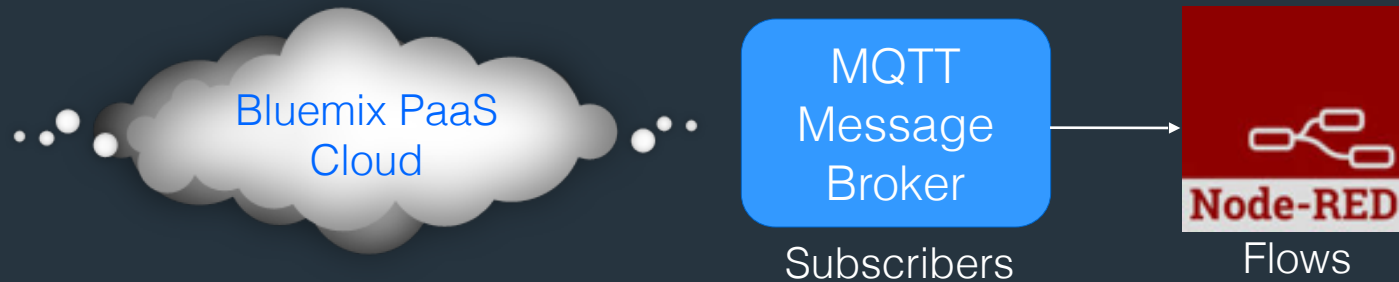 Bluemix PaaS
Cloud
MQTT
Message
Broker
Subscribers
Node-RED
Flows